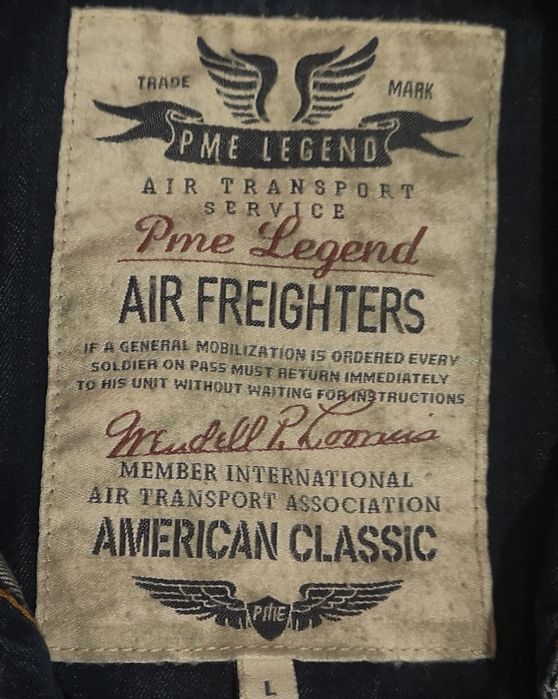 TRADE MARK
PME LEGEND
AIR TRANSPORT
SERVICE
Pme Legend
AIR FREIGHTERS
IF A GENERAL MOBILIZATION IS ORDERED EVERY
SOLDIER ON PASS MUST RETURN IMMEDIATELY
TO HIS UNIT WITHOUT WAITING FOR INSTRUCTIONS
Wendell P. Loomis
MEMBER INTERNATIONAL
AIR TRANSPORT ASSOCIATION
AMERICAN CLASSIC
PME
L